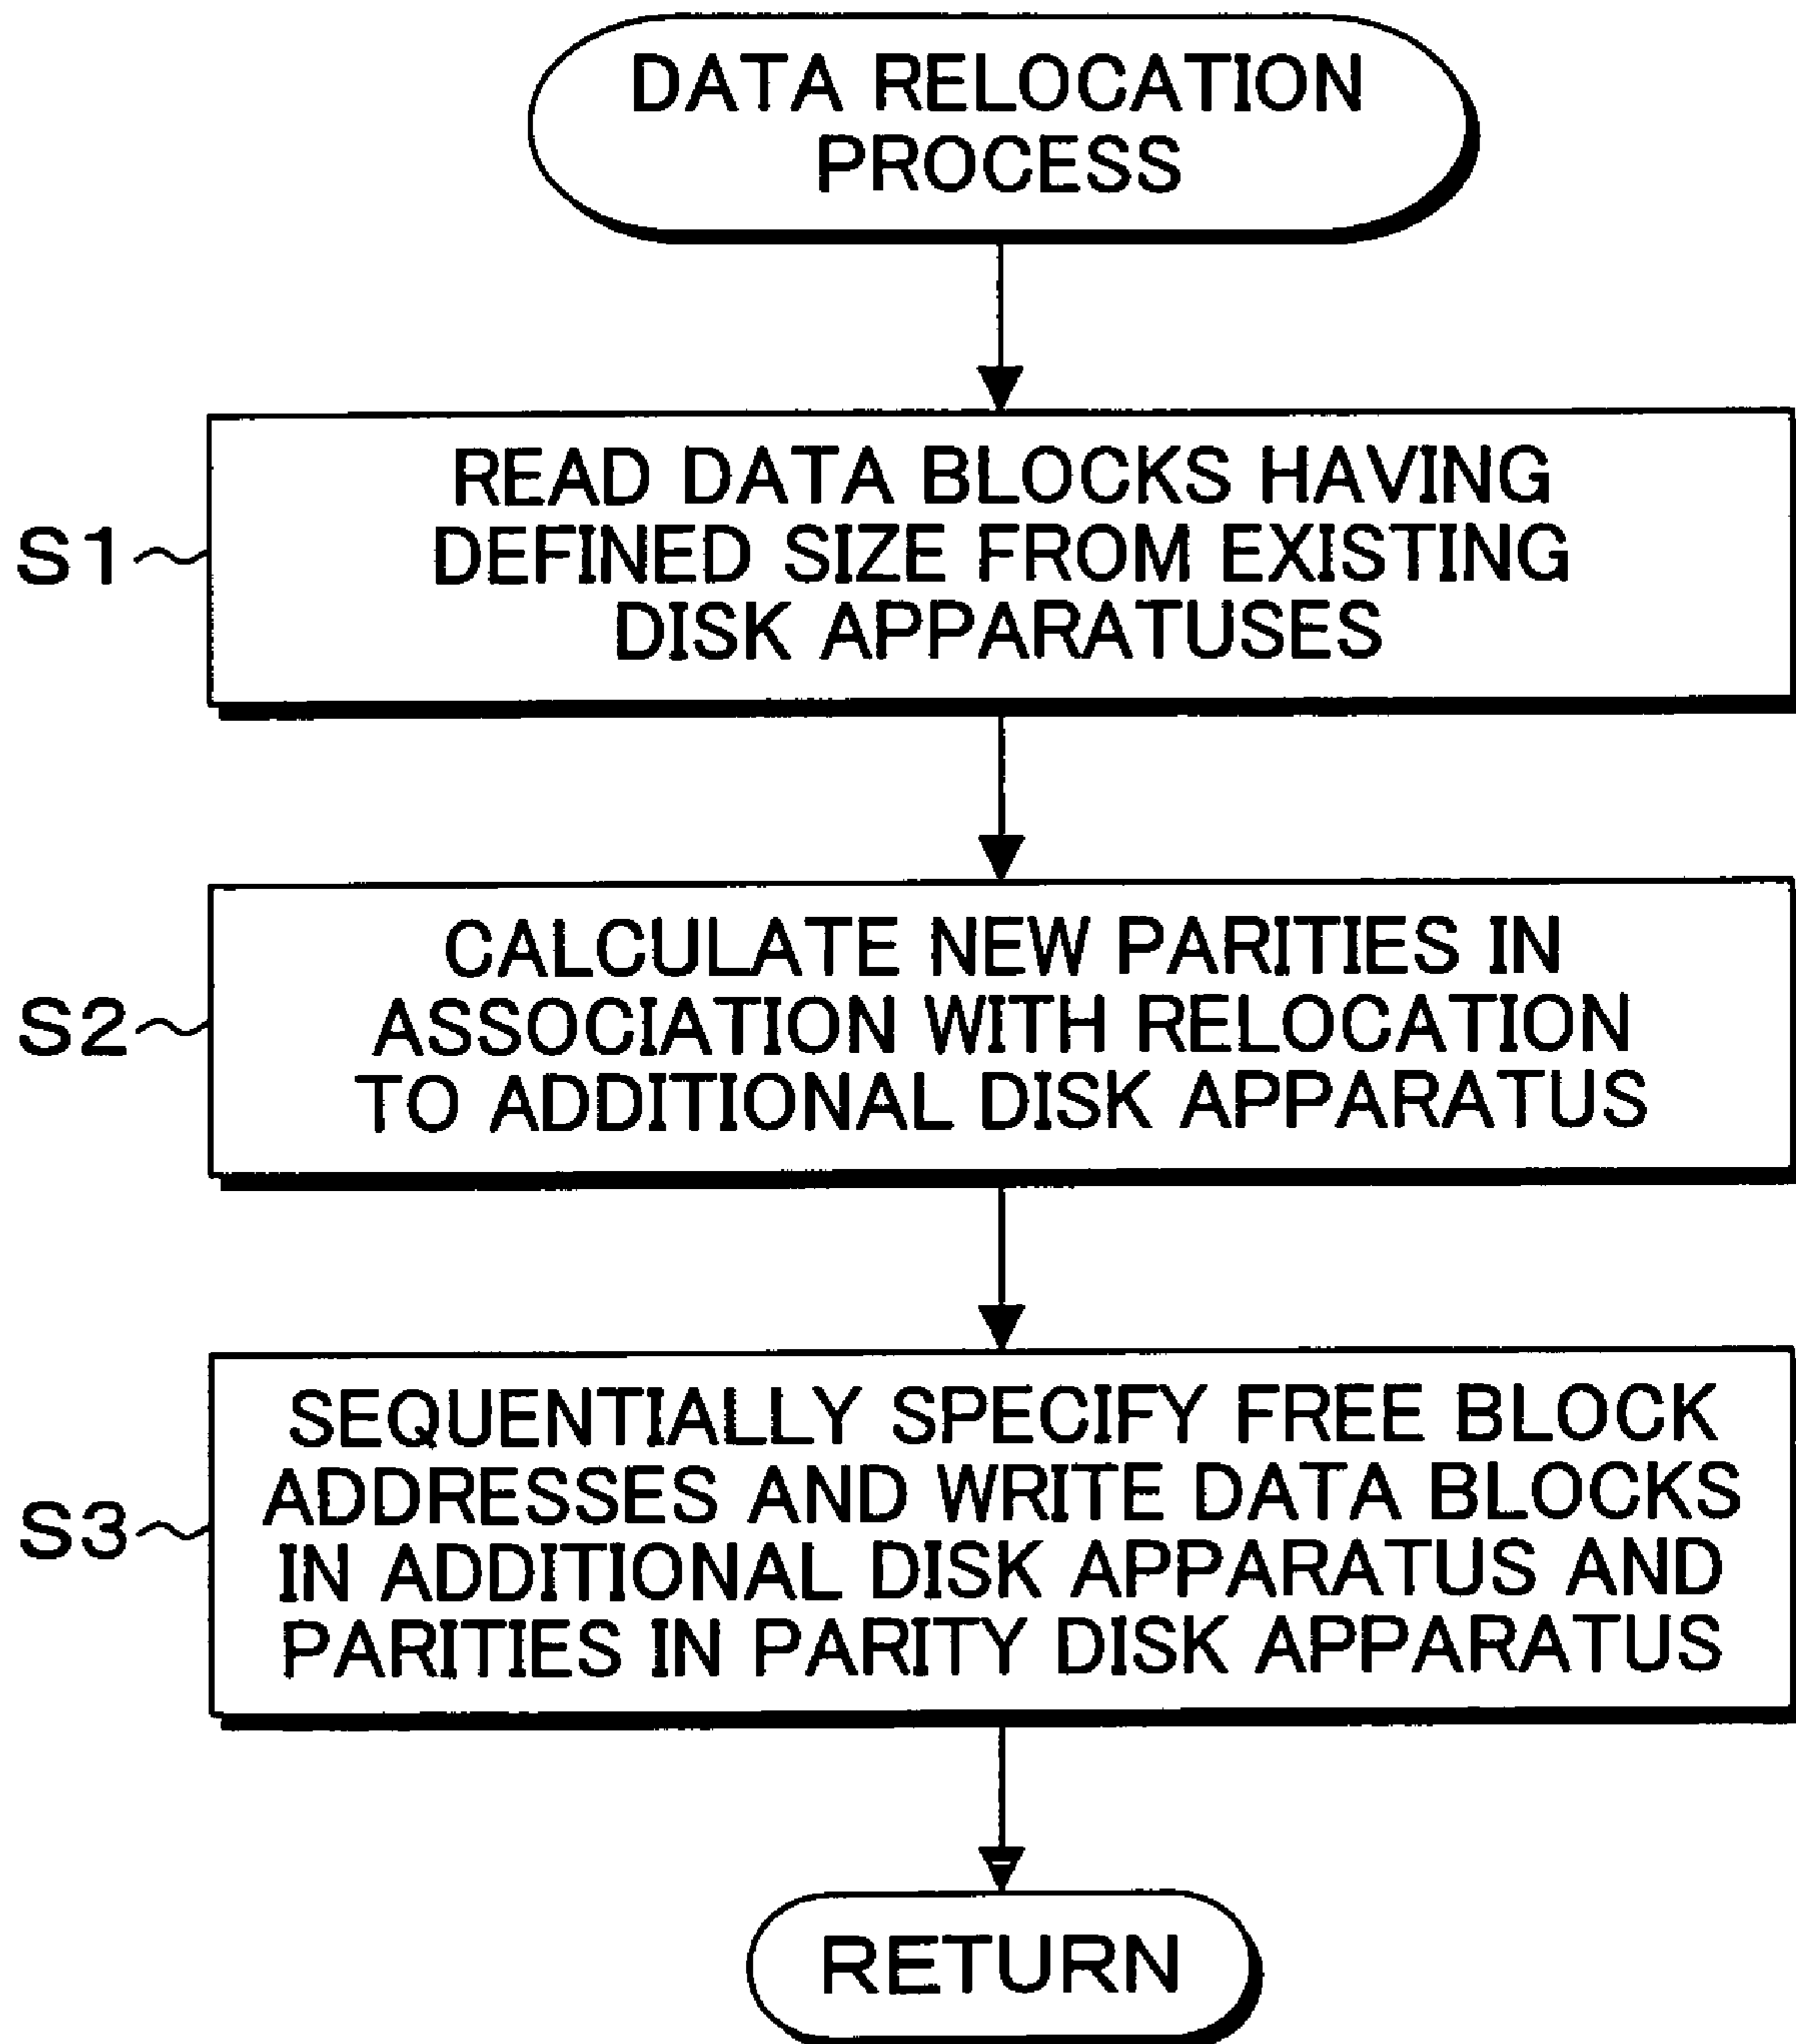 DATA RELOCATION
PROCESS
READ DATA BLOCKS HAVING
DEFINED SIZE FROM EXISTING
DISK APPARATUSES
S1
CALCULATE NEW PARITIES IN
ASSOCIATION WITH RELOCATION
TO ADDITIONAL DISK APPARATUS
S2
SEQUENTIALLY SPECIFY FREE BLOCK
ADDRESSES AND WRITE DATA BLOCKS
IN ADDITIONAL DISK APPARATUS AND
PARITIES IN PARITY DISK APPARATUS
S3
RETURN